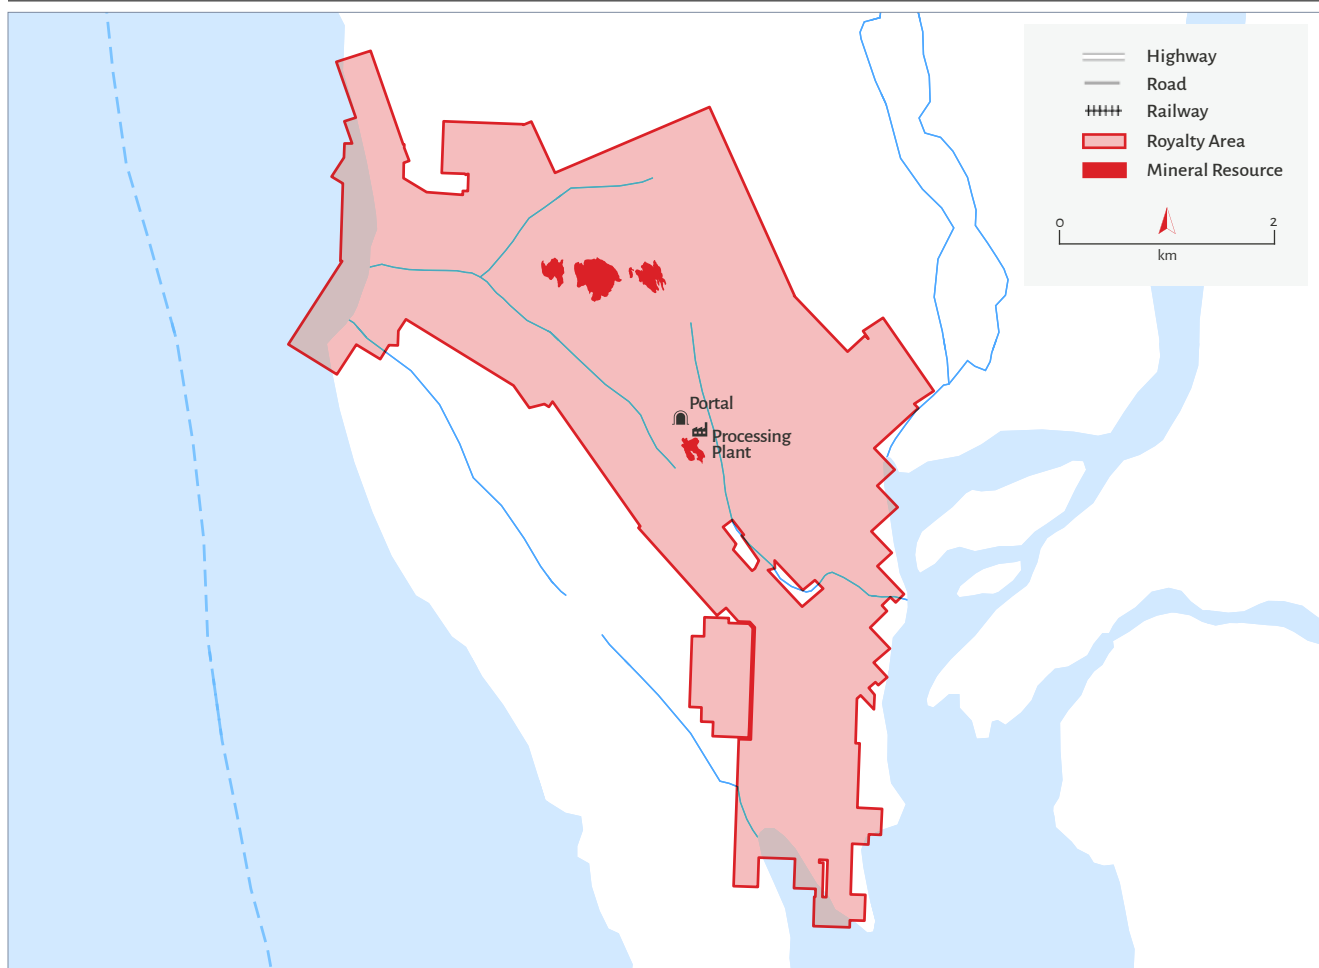 Highway
Road
Railway
Royalty Area
Mineral Resource
0 2
km
Portal
Processing
Plant